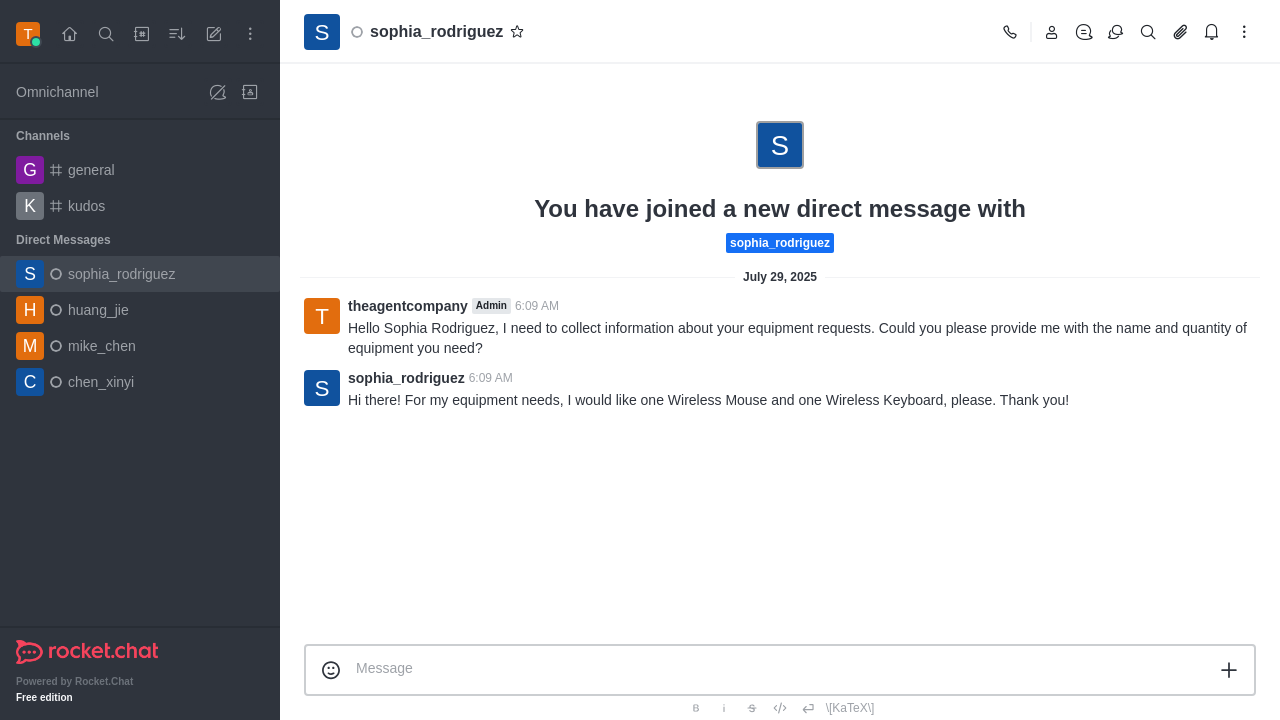 T
Omnichannel
Channels
G general
K kudos
Direct Messages
S sophia_rodriguez
H huang_jie
M mike_chen
C chen_xinyi
rocket.chat
Powered by Rocket.Chat
Free edition
S sophia_rodriguez
S
You have joined a new direct message with
sophia_rodriguez
July 29, 2025
T theagentcompany Admin 6:09 AM
Hello Sophia Rodriguez, I need to collect information about your equipment requests. Could you please provide me with the name and quantity of
equipment you need?
S sophia_rodriguez 6:09 AM
Hi there! For my equipment needs, I would like one Wireless Mouse and one Wireless Keyboard, please. Thank you!
Message
B i S </> \[KaTeX\]